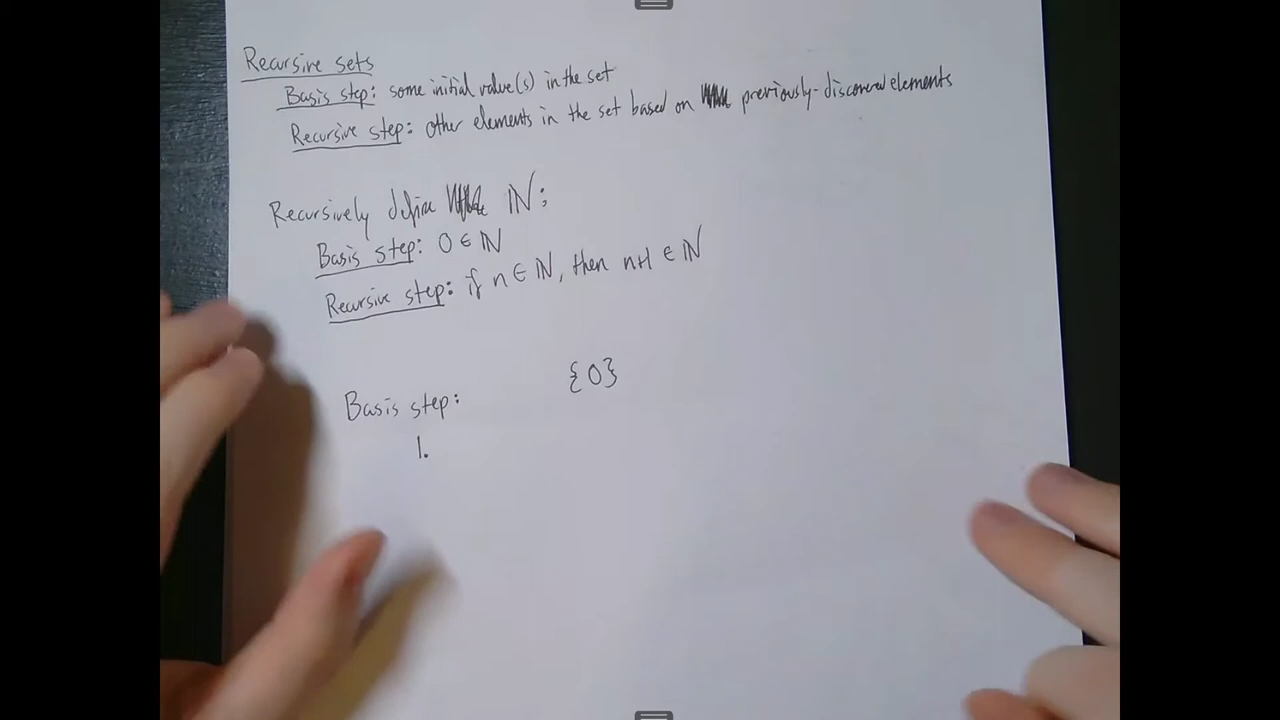 Recursive sets
Basis step: some initial value(s) in the set
Recursive step: other elements in the set based on previously-discovered elements
Recursively define ℕ:
Basis step: 0 ∈ ℕ
Recursive step: if n ∈ ℕ, then n+1 ∈ ℕ
Basis step: {0}
1.